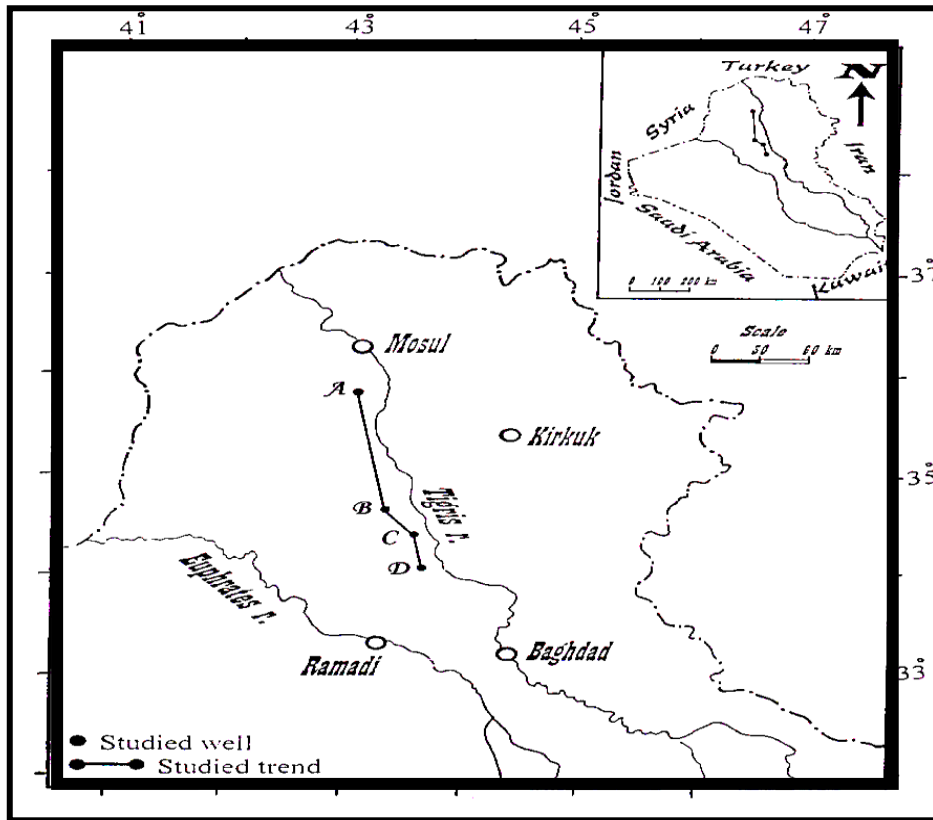 41° 43° 45° 47°
Turkey
N
Syria
Iran
Jordan
Saudi Arabia
Kuwait
0 100 200 km
37°
Scale
0 30 60 km
Mosul
A
Kirkuk
35°
B
Tigris r.
C
D
Euphrates r.
Ramadi
Baghdad
33°
Studied well
Studied trend